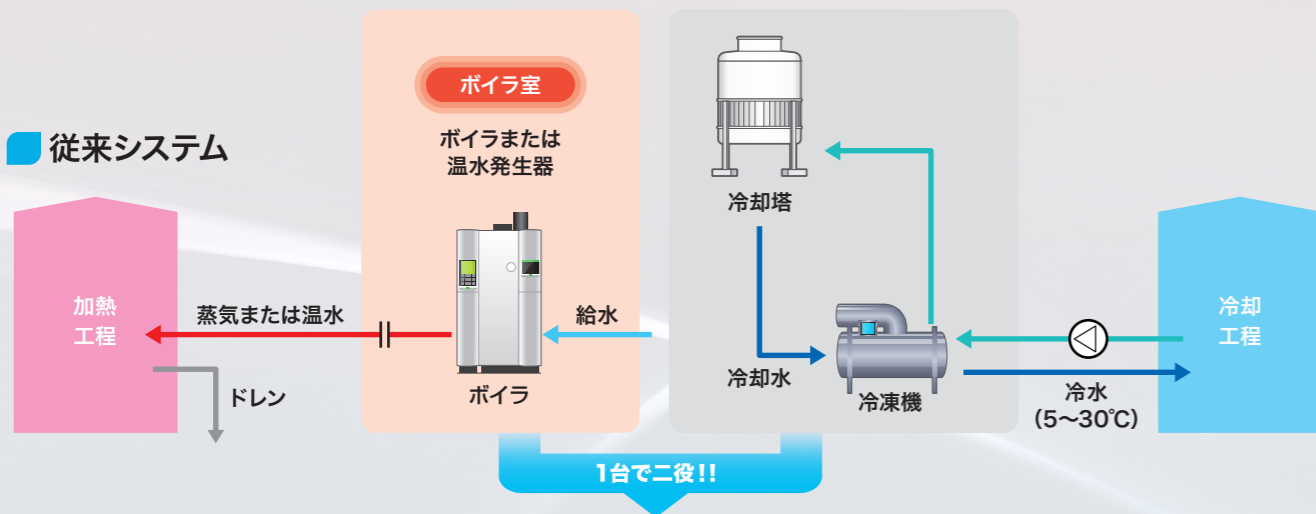 従来システム
ボイラ室
ボイラまたは
温水発生器
加熱
工程
蒸気または温水
ドレン
給水
ボイラ
冷却塔
冷却水
冷凍機
冷水
(5〜30℃)
冷却
工程
1台で二役!!